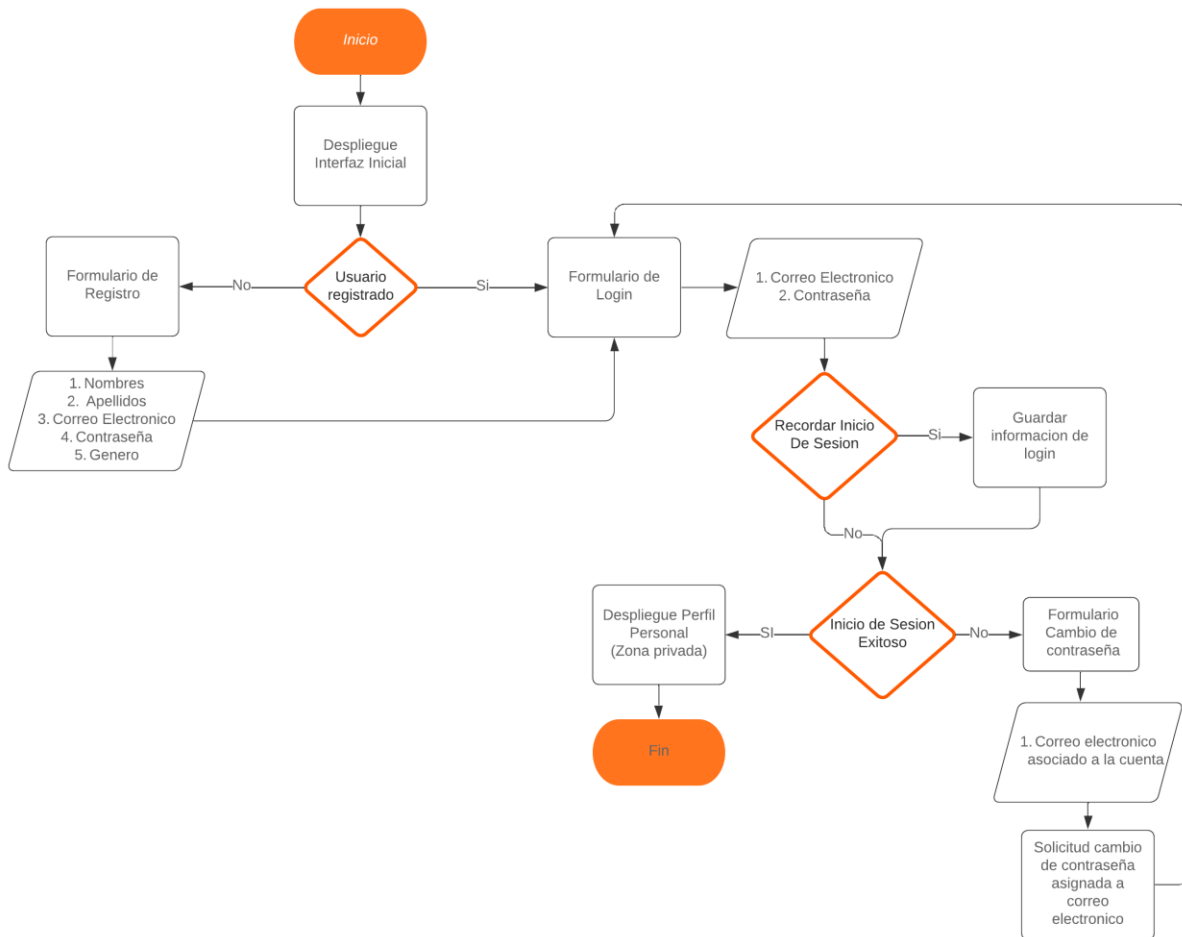 Inicio
Despliegue
Interfaz Inicial
Usuario
registrado
No
Si
Formulario de
Registro
1. Nombres
2. Apellidos
3. Correo Electronico
4. Contraseña
5. Genero
Formulario de
Login
1. Correo Electronico
2. Contraseña
Recordar Inicio
De Sesion
Si
No
Guardar
informacion de
login
Inicio de Sesion
Exitoso
SI
No
Despliegue Perfil
Personal
(Zona privada)
Fin
Formulario
Cambio de
contraseña
1. Correo electronico
asociado a la cuenta
Solicitud cambio
de contraseña
asignada a
correo
electronico